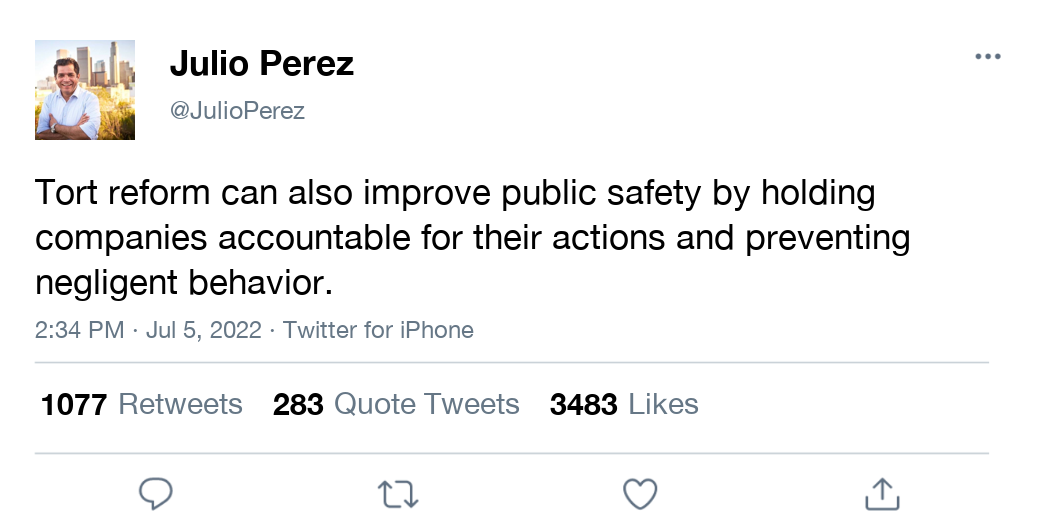 Julio Perez
@JulioPerez
Tort reform can also improve public safety by holding
companies accountable for their actions and preventing
negligent behavior.
2:34 PM · Jul 5, 2022 · Twitter for iPhone
1077 Retweets 283 Quote Tweets 3483 Likes